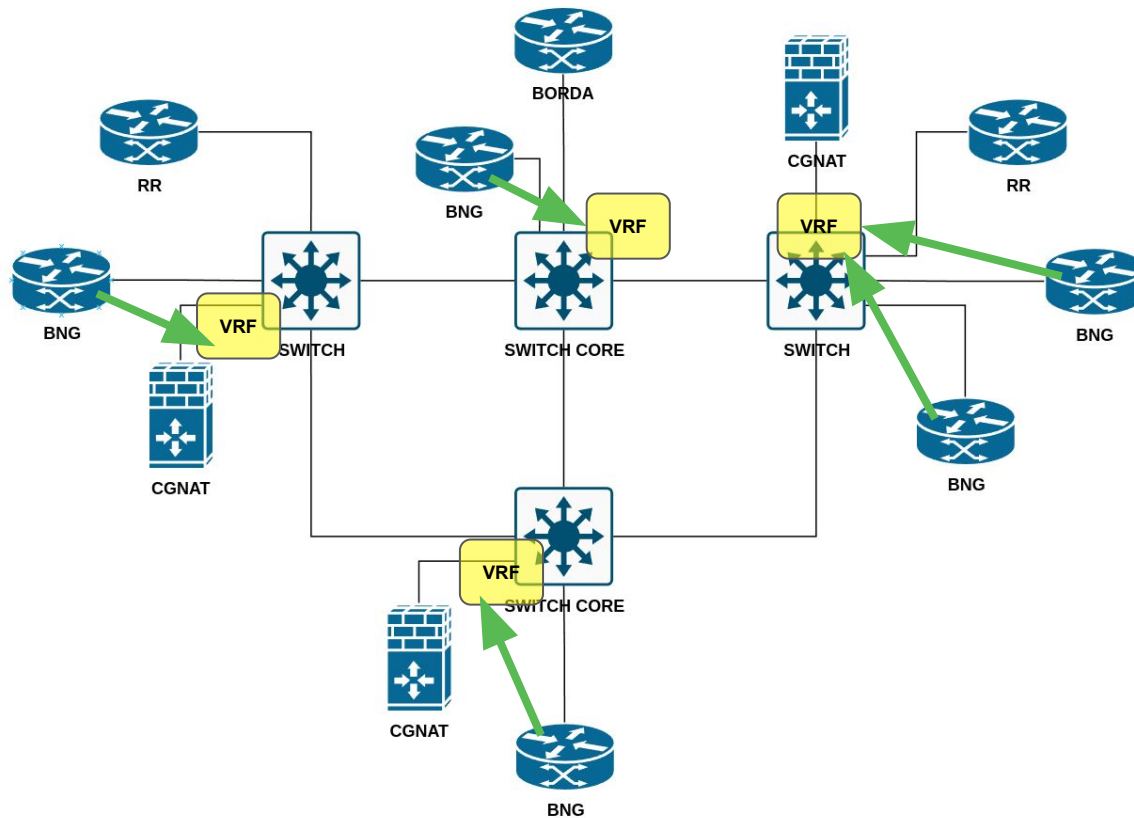 BORDA
CGNAT
RR
RR
BNG
VRF
VRF
BNG
BNG
VRF
SWITCH
SWITCH CORE
SWITCH
CGNAT
BNG
VRF
SWITCH CORE
CGNAT
BNG